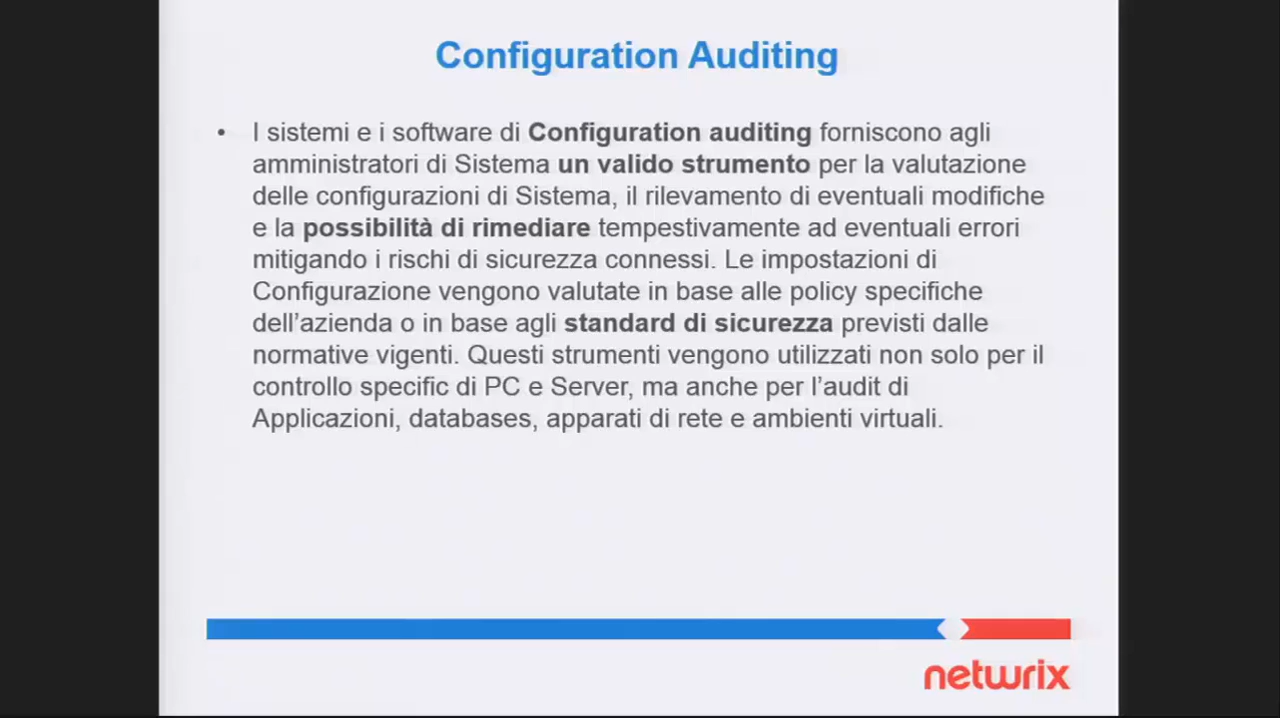 Configuration Auditing
• I sistemi e i software di Configuration auditing forniscono agli
amministratori di Sistema un valido strumento per la valutazione
delle configurazioni di Sistema, il rilevamento di eventuali modifiche
e la possibilità di rimediare tempestivamente ad eventuali errori
mitigando i rischi di sicurezza connessi. Le impostazioni di
Configurazione vengono valutate in base alle policy specifiche
dell’azienda o in base agli standard di sicurezza previsti dalle
normative vigenti. Questi strumenti vengono utilizzati non solo per il
controllo specific di PC e Server, ma anche per l’audit di
Applicazioni, databases, apparati di rete e ambienti virtuali.
netwrix